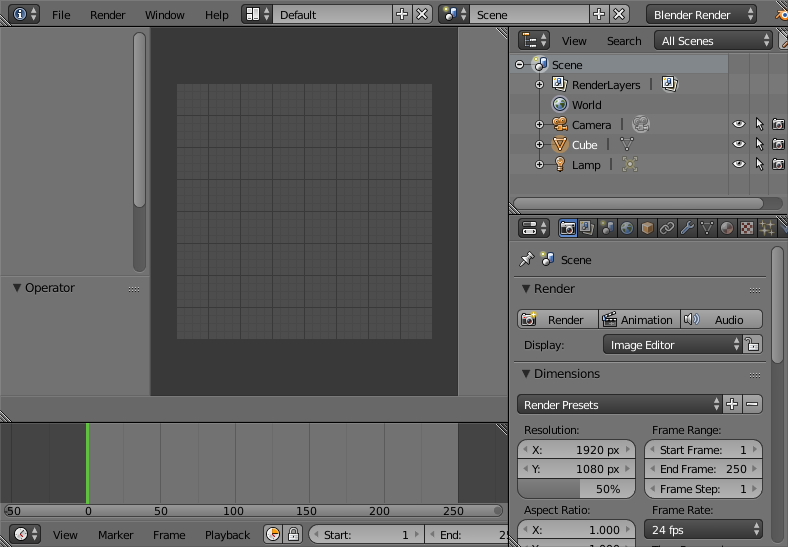 File Render Window Help Default Scene Blender Render
View Search All Scenes
Scene
RenderLayers
World
Camera
Cube
Lamp
Operator
Scene
Render
Render Animation Audio
Display: Image Editor
Dimensions
Render Presets
Resolution: Frame Range:
X: 1920 px Start Frame: 1
Y: 1080 px End Frame: 250
50% Frame Step: 1
Aspect Ratio: Frame Rate:
X: 1.000 24 fps
-50 0 50 100 150 200 250
View Marker Frame Playback Start: 1 End: